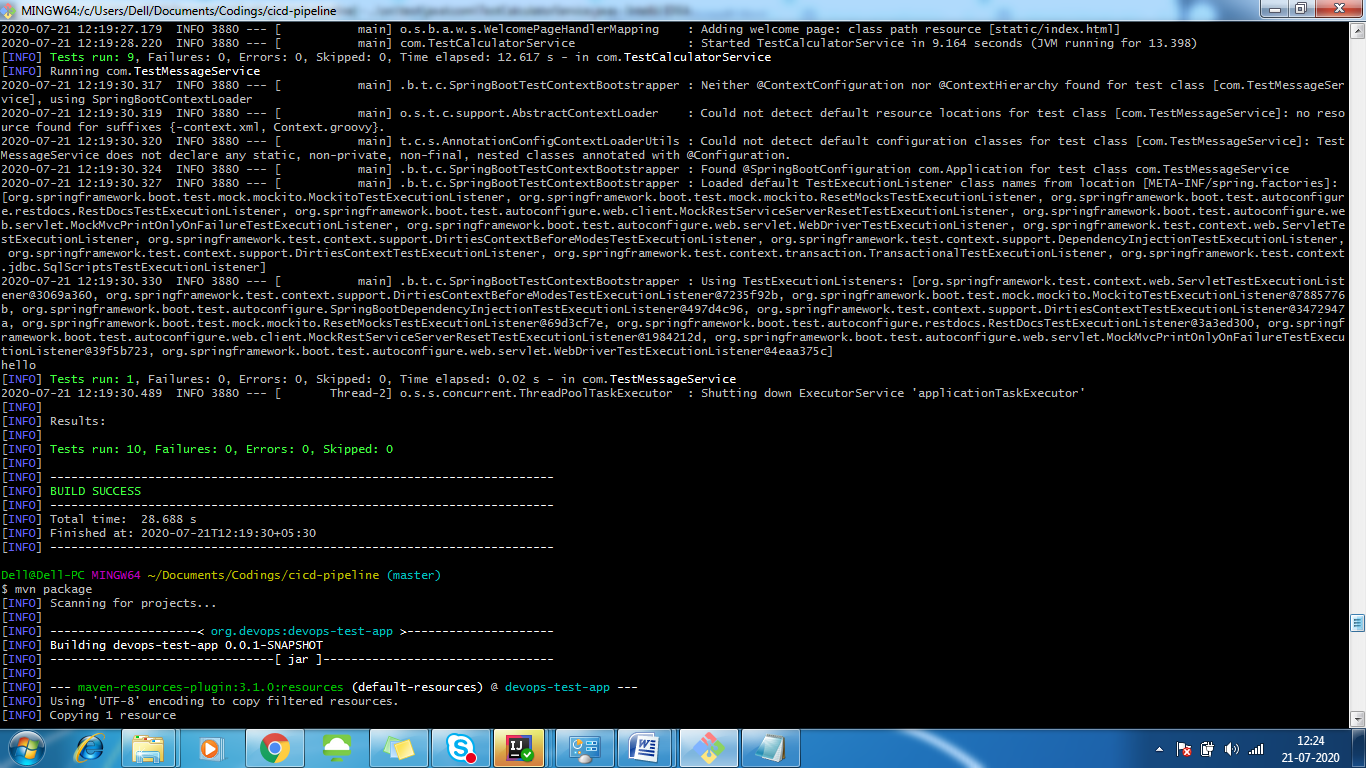 MINGW64:/c/Users/Dell/Documents/Codings/cicd-pipeline
2020-07-21 12:19:27.179  INFO 3880 --- [           main] o.s.b.a.w.s.WelcomePageHandlerMapping    : Adding welcome page: class path resource [static/index.html]
2020-07-21 12:19:28.220  INFO 3880 --- [           main] com.TestCalculatorService                : Started TestCalculatorService in 9.164 seconds (JVM running for 13.398)
[INFO] Tests run: 9, Failures: 0, Errors: 0, Skipped: 0, Time elapsed: 12.617 s - in com.TestCalculatorService
[INFO] Running com.TestMessageService
2020-07-21 12:19:30.317  INFO 3880 --- [           main] .b.t.c.SpringBootTestContextBootstrapper : Neither @ContextConfiguration nor @ContextHierarchy found for test class [com.TestMessageSer
vice], using SpringBootContextLoader
2020-07-21 12:19:30.319  INFO 3880 --- [           main] o.s.t.c.support.AbstractContextLoader    : Could not detect default resource locations for test class [com.TestMessageService]: no reso
urce found for suffixes {-context.xml, Context.groovy}.
2020-07-21 12:19:30.320  INFO 3880 --- [           main] t.c.s.AnnotationConfigContextLoaderUtils : Could not detect default configuration classes for test class [com.TestMessageService]: Test
MessageService does not declare any static, non-private, non-final, nested classes annotated with @Configuration.
2020-07-21 12:19:30.324  INFO 3880 --- [           main] .b.t.c.SpringBootTestContextBootstrapper : Found @SpringBootConfiguration com.Application for test class com.TestMessageService
2020-07-21 12:19:30.327  INFO 3880 --- [           main] .b.t.c.SpringBootTestContextBootstrapper : Loaded default TestExecutionListener class names from location [META-INF/spring.factories]:
[org.springframework.boot.test.mock.mockito.MockitoTestExecutionListener, org.springframework.boot.test.mock.mockito.ResetMocksTestExecutionListener, org.springframework.boot.test.autoconfigur
e.restdocs.RestDocsTestExecutionListener, org.springframework.boot.test.autoconfigure.web.client.MockRestServiceServerResetTestExecutionListener, org.springframework.boot.test.autoconfigure.we
b.servlet.MockMvcPrintOnlyOnFailureTestExecutionListener, org.springframework.boot.test.autoconfigure.web.servlet.WebDriverTestExecutionListener, org.springframework.test.context.web.ServletTe
stExecutionListener, org.springframework.test.context.support.DirtiesContextBeforeModesTestExecutionListener, org.springframework.test.context.support.DependencyInjectionTestExecutionListener,
 org.springframework.test.context.support.DirtiesContextTestExecutionListener, org.springframework.test.context.transaction.TransactionalTestExecutionListener, org.springframework.test.context
.jdbc.SqlScriptsTestExecutionListener]
2020-07-21 12:19:30.330  INFO 3880 --- [           main] .b.t.c.SpringBootTestContextBootstrapper : Using TestExecutionListeners: [org.springframework.test.context.web.ServletTestExecutionList
ener@3069a360, org.springframework.test.context.support.DirtiesContextBeforeModesTestExecutionListener@7235f92b, org.springframework.boot.test.mock.mockito.MockitoTestExecutionListener@7885776
b, org.springframework.boot.test.autoconfigure.SpringBootDependencyInjectionTestExecutionListener@497d4c96, org.springframework.test.context.support.DirtiesContextTestExecutionListener@3472947
a, org.springframework.boot.test.mock.mockito.ResetMocksTestExecutionListener@69d3cf7e, org.springframework.boot.test.autoconfigure.restdocs.RestDocsTestExecutionListener@3a3ed300, org.springf
ramework.boot.test.autoconfigure.web.client.MockRestServiceServerResetTestExecutionListener@1984212d, org.springframework.boot.test.autoconfigure.web.servlet.MockMvcPrintOnlyOnFailureTestExecu
tionListener@39f5b723, org.springframework.boot.test.autoconfigure.web.servlet.WebDriverTestExecutionListener@4eaa375c]
hello
[INFO] Tests run: 1, Failures: 0, Errors: 0, Skipped: 0, Time elapsed: 0.02 s - in com.TestMessageService
2020-07-21 12:19:30.489  INFO 3880 --- [       Thread-2] o.s.s.concurrent.ThreadPoolTaskExecutor  : Shutting down ExecutorService 'applicationTaskExecutor'
[INFO]
[INFO] Results:
[INFO]
[INFO] Tests run: 10, Failures: 0, Errors: 0, Skipped: 0
[INFO]
[INFO] ------------------------------------------------------------------------
[INFO] BUILD SUCCESS
[INFO] ------------------------------------------------------------------------
[INFO] Total time:  28.688 s
[INFO] Finished at: 2020-07-21T12:19:30+05:30
[INFO] ------------------------------------------------------------------------
Dell@Dell-PC MINGW64 ~/Documents/Codings/cicd-pipeline (master)
$ mvn package
[INFO] Scanning for projects...
[INFO]
[INFO] ---------------------< org.devops:devops-test-app >---------------------
[INFO] Building devops-test-app 0.0.1-SNAPSHOT
[INFO] --------------------------------[ jar ]---------------------------------
[INFO]
[INFO] --- maven-resources-plugin:3.1.0:resources (default-resources) @ devops-test-app ---
[INFO] Using 'UTF-8' encoding to copy filtered resources.
[INFO] Copying 1 resource
12:24
21-07-2020